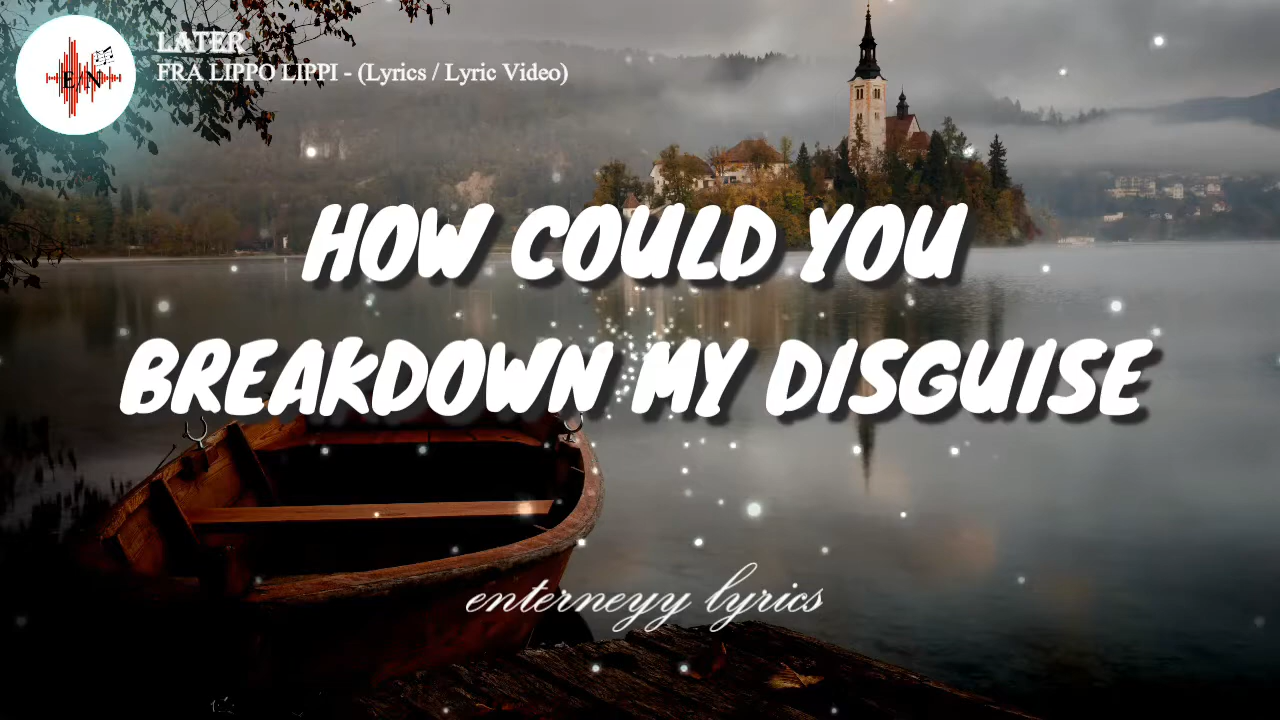 LATER
FRA LIPPO LIPPI - (Lyrics / Lyric Video)
E/N
HOW COULD YOU
BREAKDOWN MY DISGUISE
enterneyy lyrics